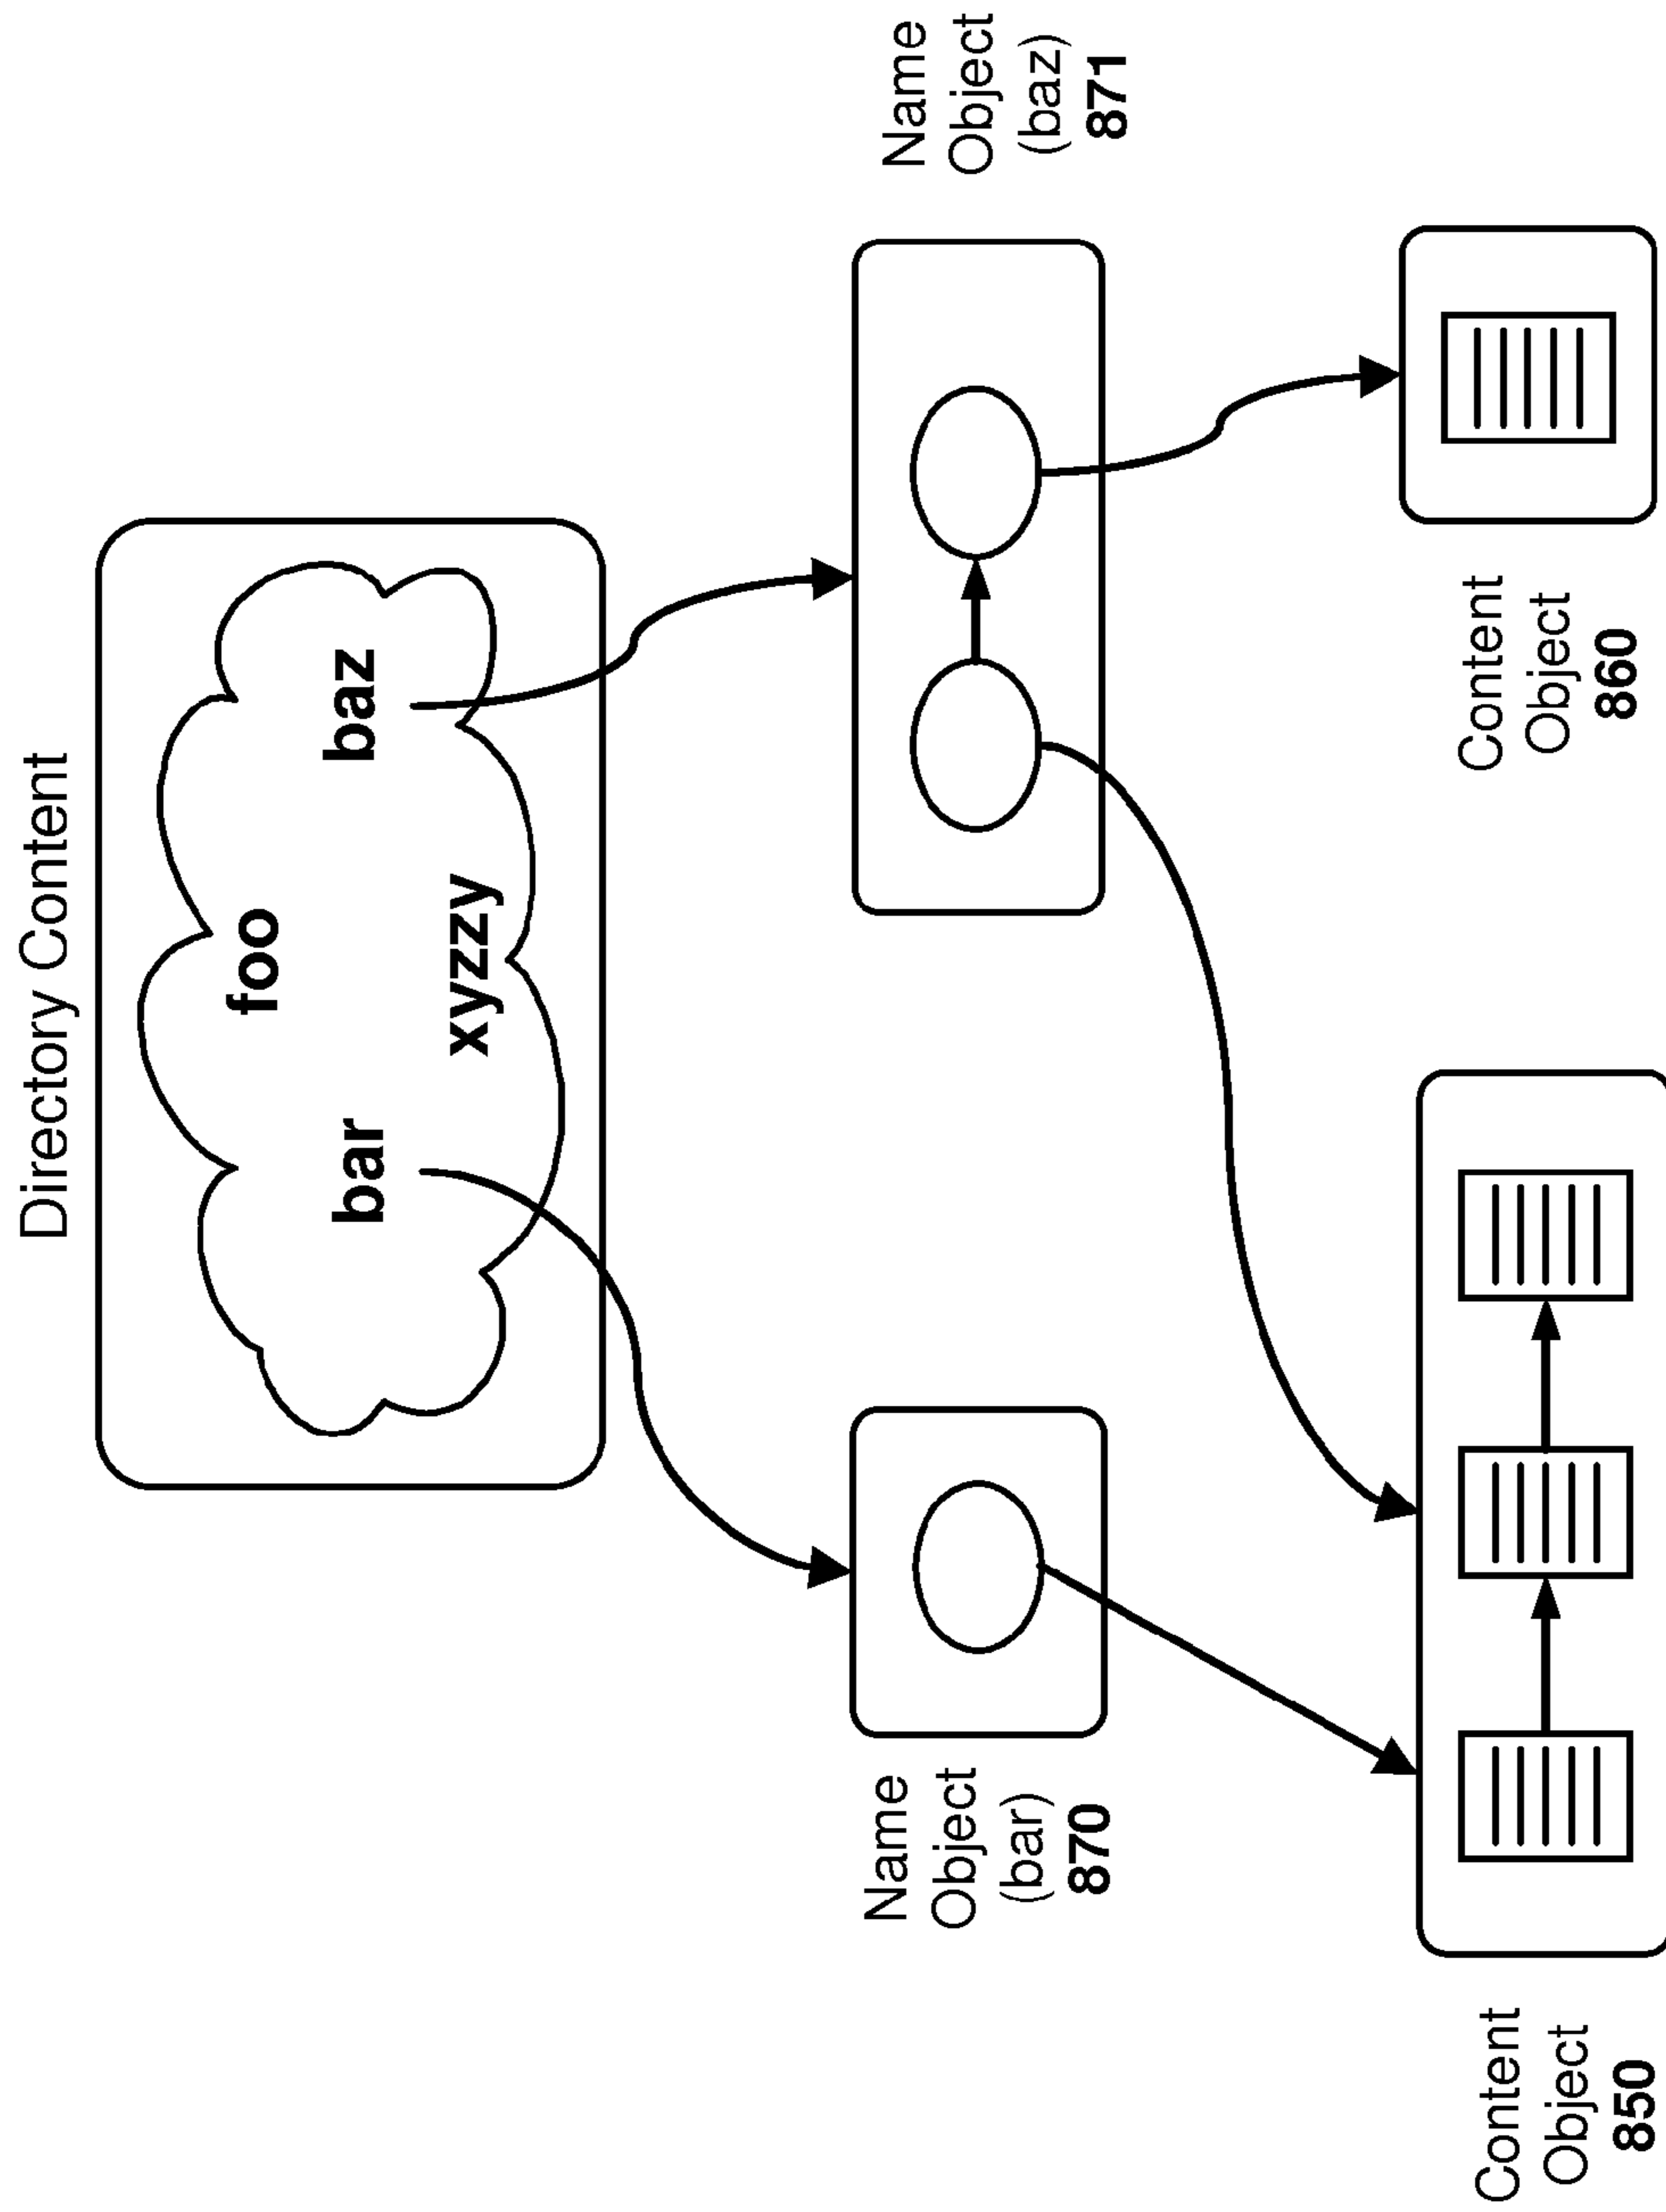 Directory Content
foo
bar
baz
xyzzy
Name
Object
(bar)
870
Name
Object
(baz)
871
Content
Object
850
Content
Object
860